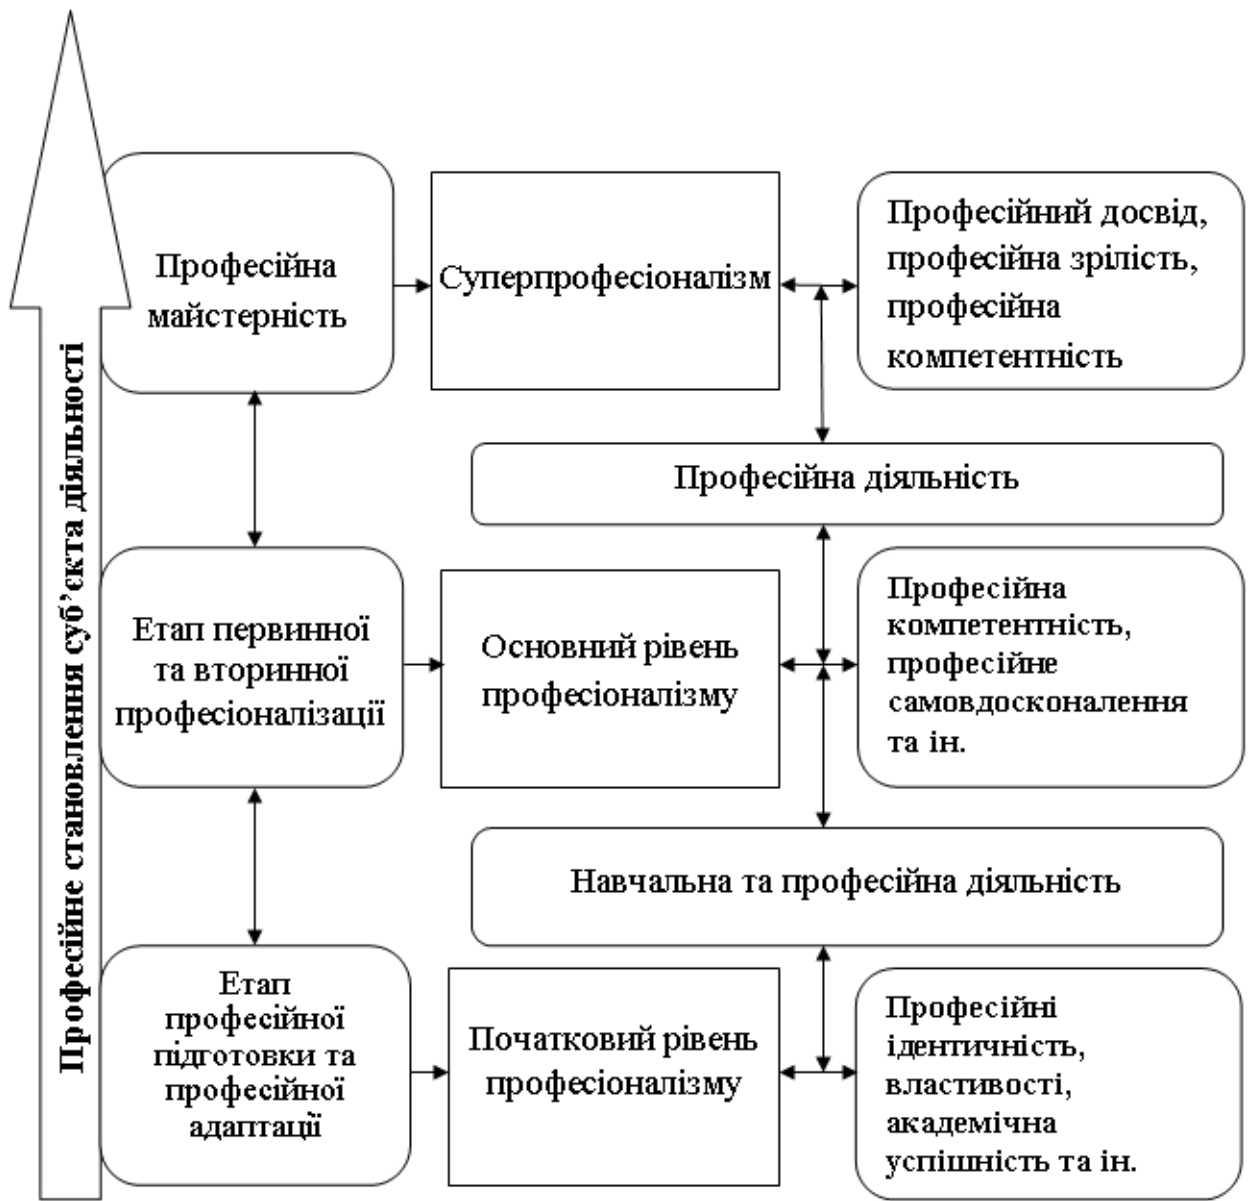 Професійне становлення суб’єкта діяльності
Професійна
майстерність
Суперпрофесіоналізм
Професійний досвід,
професійна зрілість,
професійна
компетентність
Професійна діяльність
Етап первинної
та вторинної
професіоналізації
Основний рівень
професіоналізму
Професійна
компетентність,
професійне
самовдосконалення
та ін.
Навчальна та професійна діяльність
Етап
професійної
підготовки та
професійної
адаптації
Початковий рівень
професіоналізму
Професійні
ідентичність,
властивості,
академічна
успішність та ін.